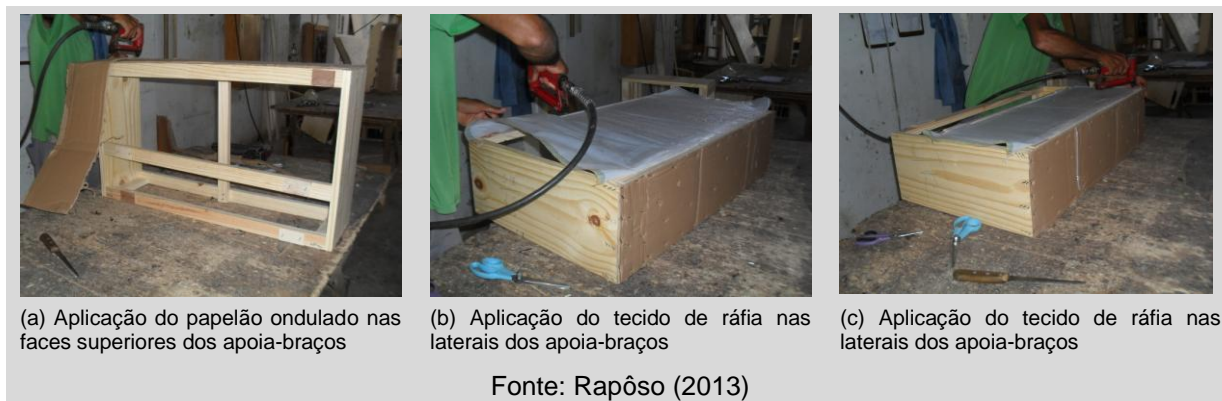 (a) Aplicação do papelão ondulado nas
faces superiores dos apoia-braços
(b) Aplicação do tecido de ráfia nas
laterais dos apoia-braços
(c) Aplicação do tecido de ráfia nas
laterais dos apoia-braços
Fonte: Rapôso (2013)